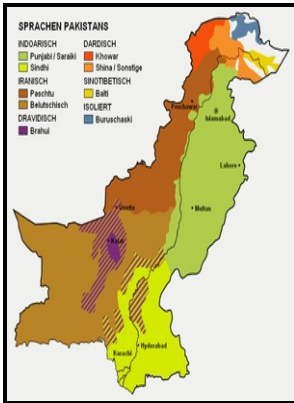 SPRACHEN PAKISTANS
INDOARISCH
Punjabi / Saraiki
Sindhi
IRANISCH
Paschtu
Belutschisch
DRAVIDISCH
Brahui
DARDISCH
Khowar
Shina / Sonstige
SINOTIBETISCH
Balti
ISOLIERT
Buruschaski
Peschawar
Islamabad
Lahore
Quetta
Multan
Kalat
Karachi
Hyderabad